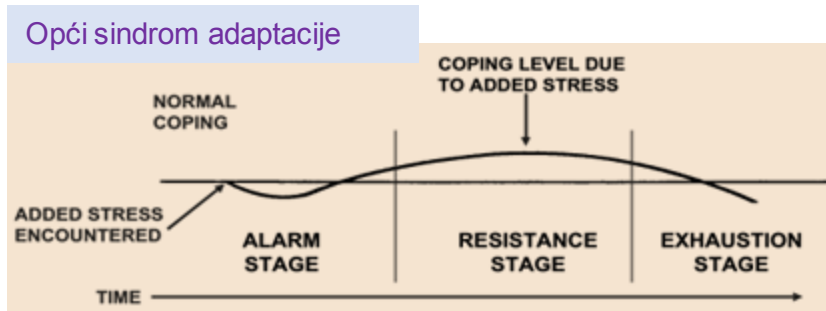 Opći sindrom adaptacije
COPING LEVEL DUE
TO ADDED STRESS
NORMAL
COPING
ADDED STRESS
ENCOUNTERED
ALARM
STAGE
RESISTANCE
STAGE
EXHAUSTION
STAGE
TIME